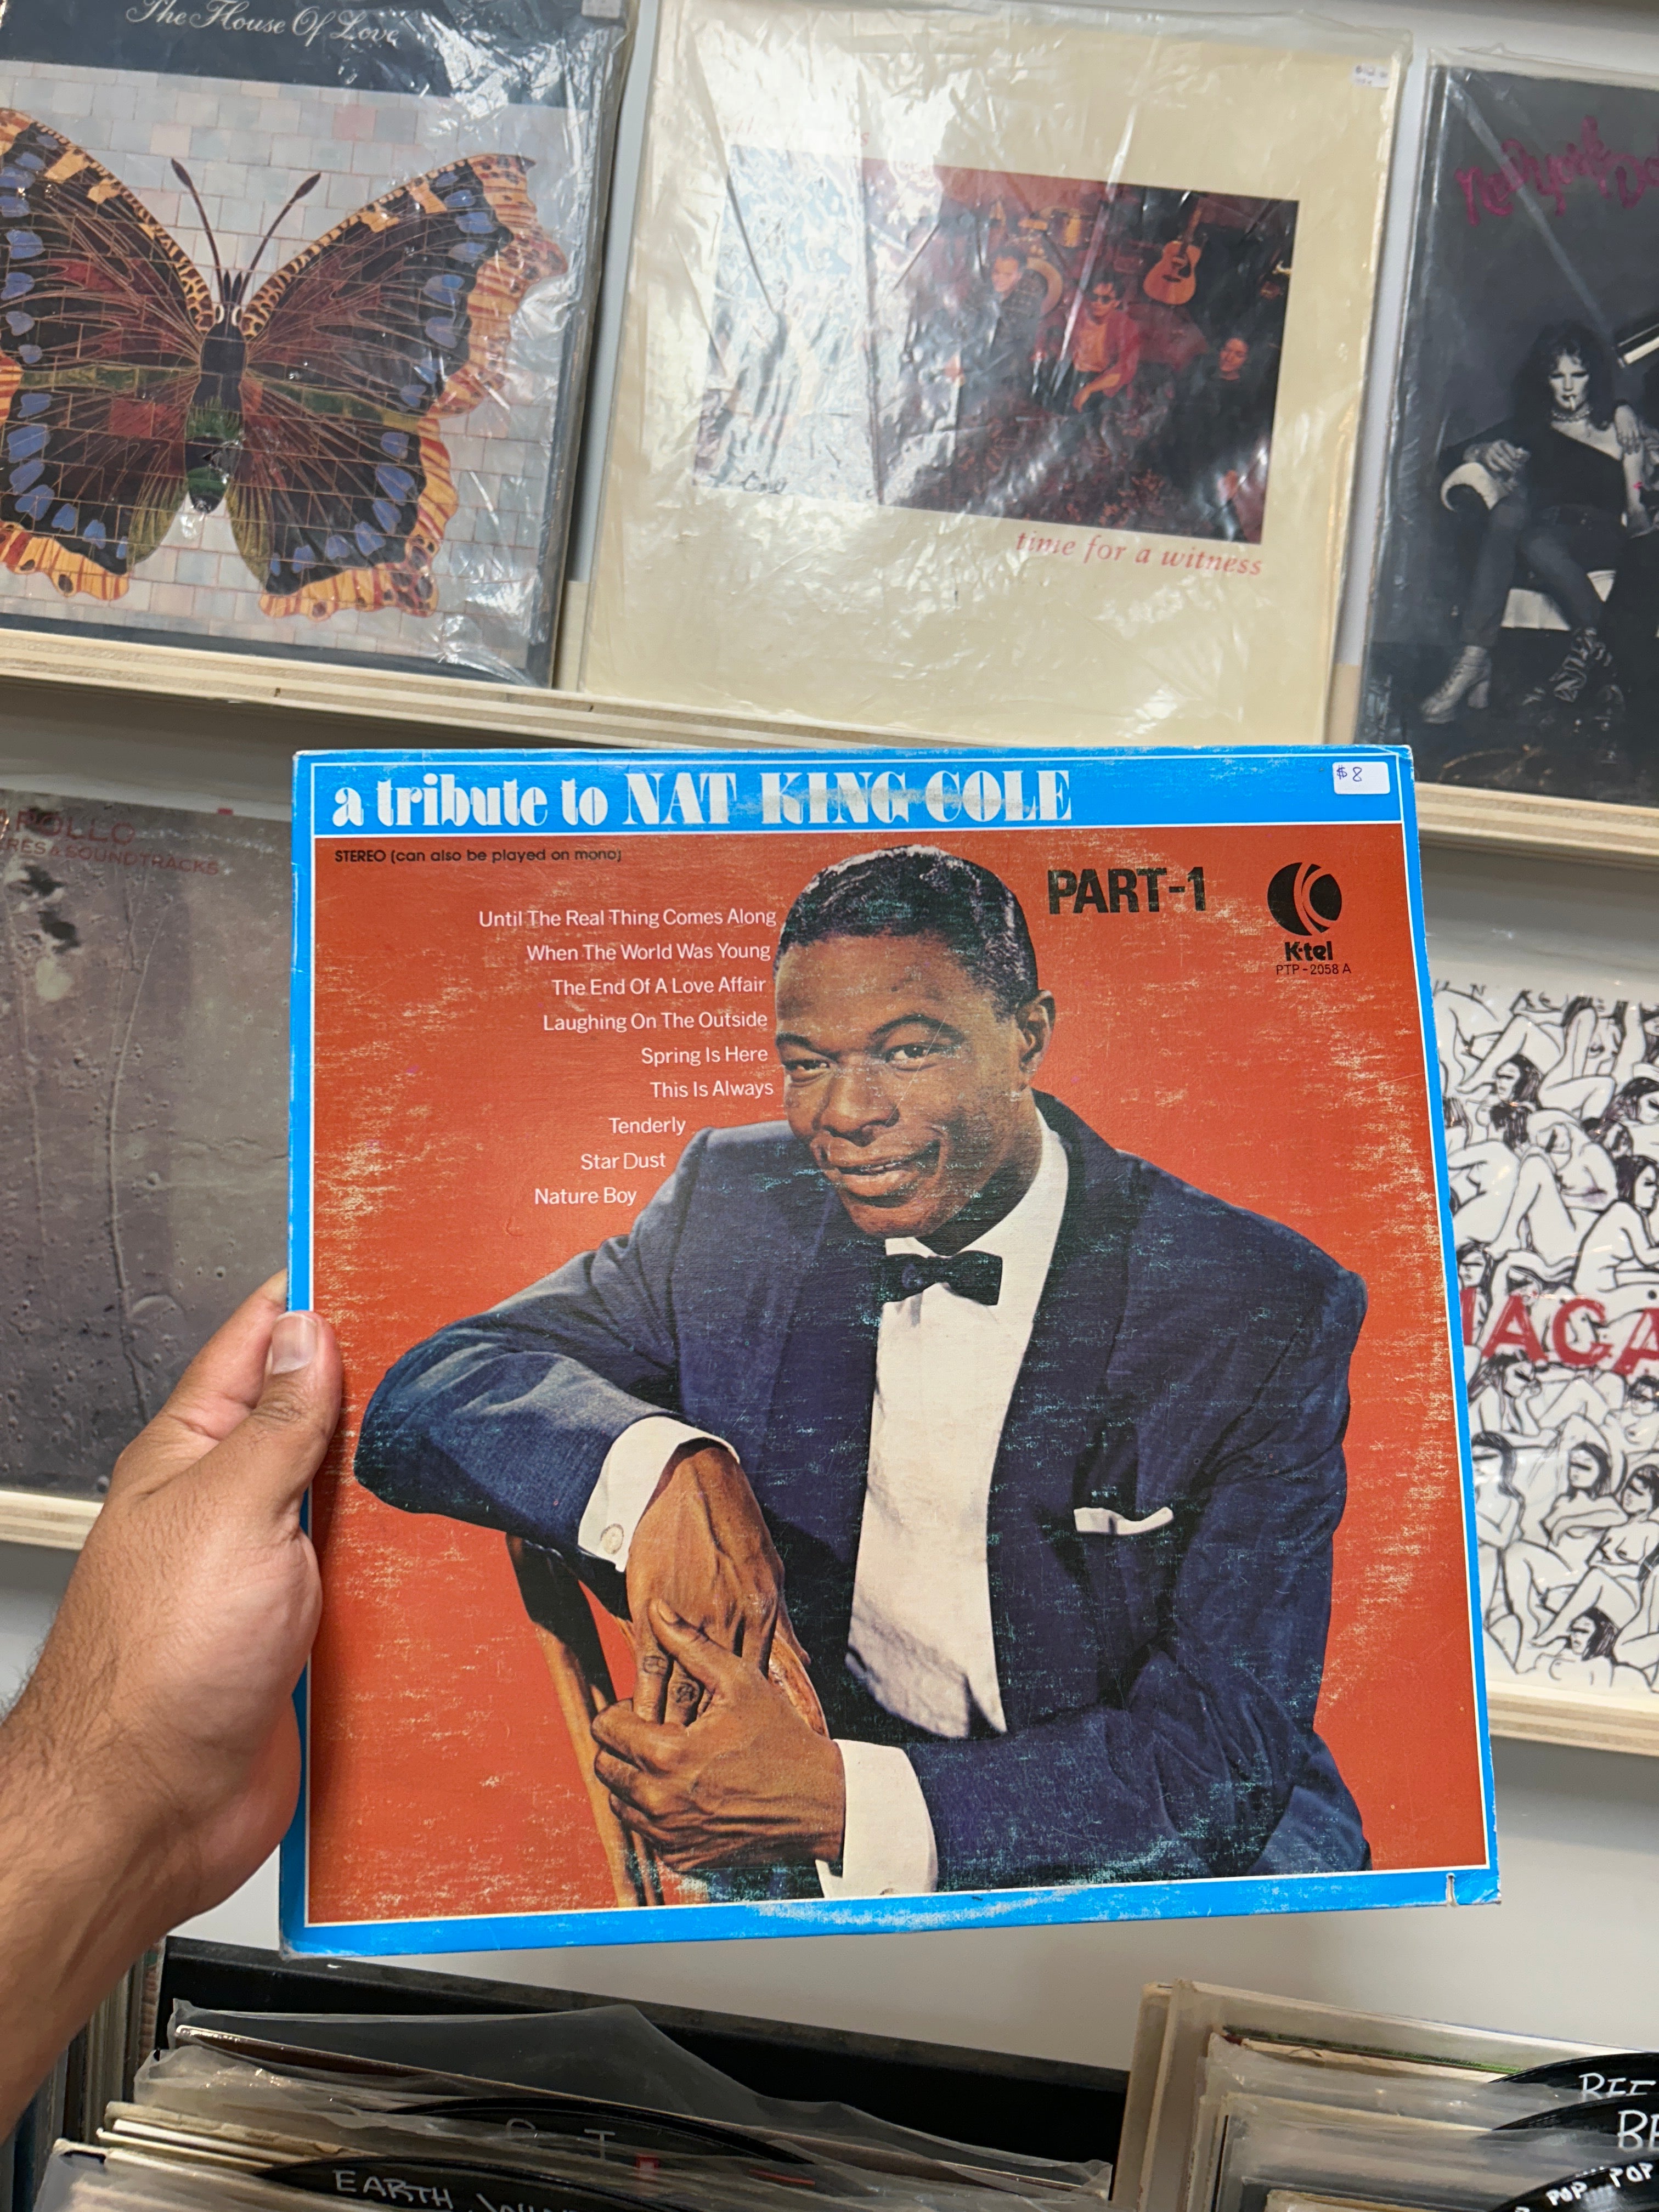 The House Of Love
time for a witness
a tribute to NAT KING COLE
$8
STEREO (can also be played on mono)
PART-1
K-tel
PTP-2058 A
Until The Real Thing Comes Along
When The World Was Young
The End Of A Love Affair
Laughing On The Outside
Spring Is Here
This Is Always
Tenderly
Star Dust
Nature Boy
SOUNDTRACKS
EARTH
POP